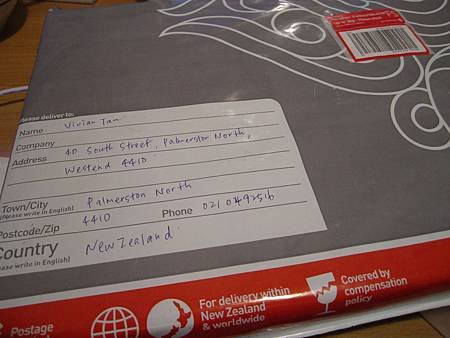 Please deliver to:
Name Vivian Tan
Company
Address 40 South Street, Palmerston North,
Westend 4410
Town/City Palmerston North
(Please write in English)
Postcode/Zip 4410 Phone
Country New Zealand
(Please write in English)
Postage
For delivery within
New Zealand
& worldwide
Covered by
compensation
policy